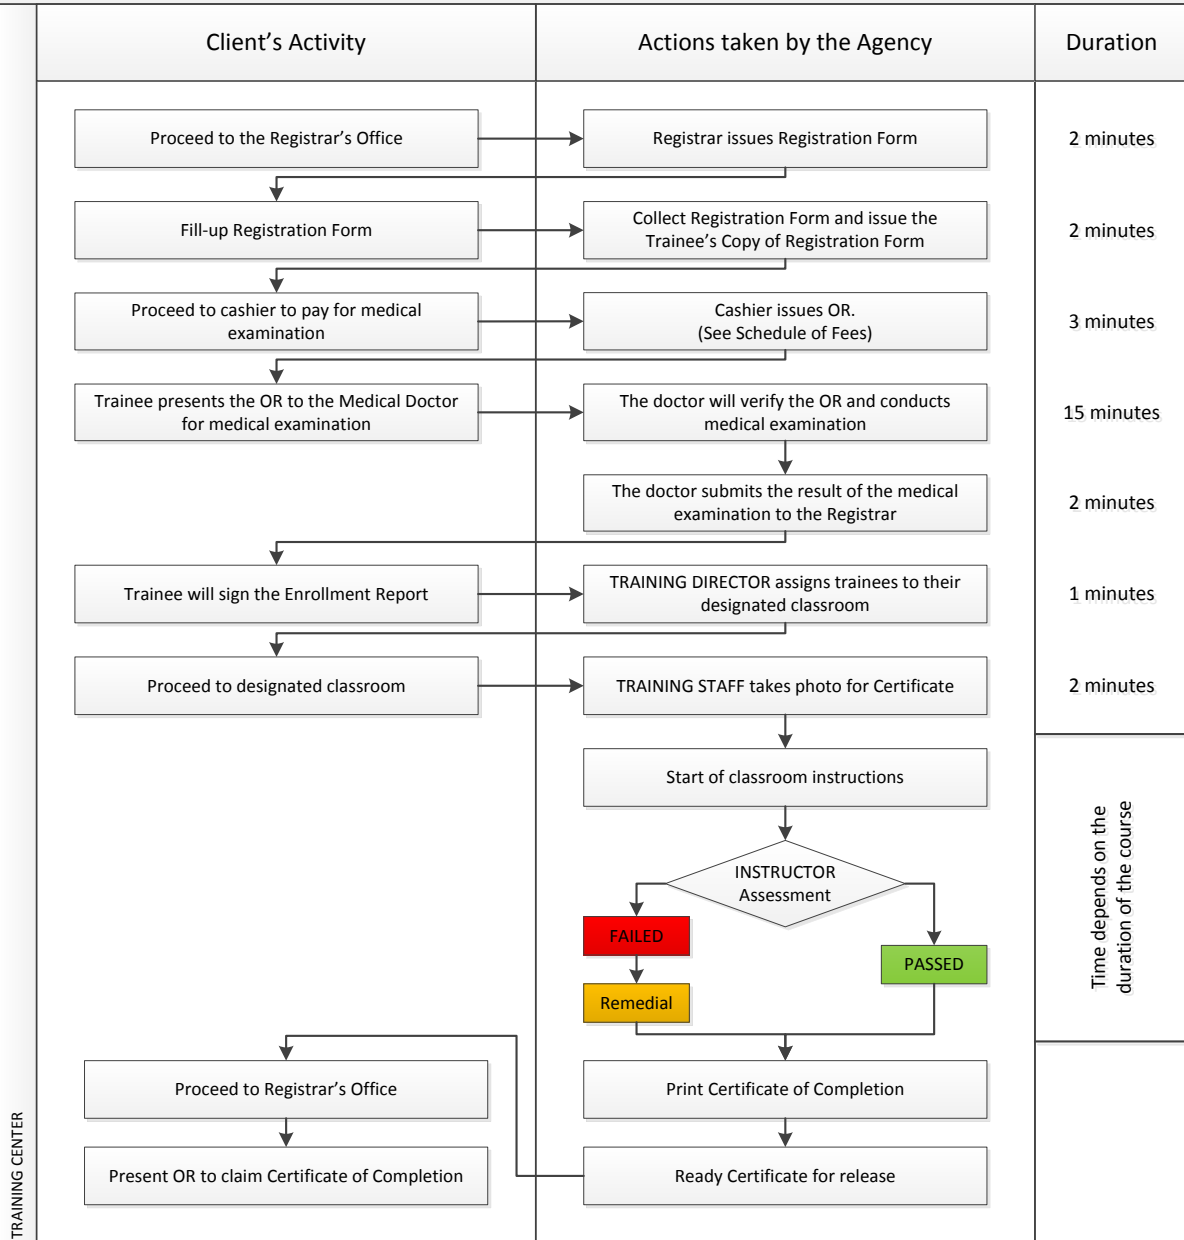 Client's Activity
Actions taken by the Agency
Duration
Proceed to the Registrar's Office
Registrar issues Registration Form
2 minutes
Fill-up Registration Form
Collect Registration Form and issue the
Trainee's Copy of Registration Form
2 minutes
Proceed to cashier to pay for medical
examination
Cashier issues OR.
(See Schedule of Fees)
3 minutes
Trainee presents the OR to the Medical Doctor
for medical examination
The doctor will verify the OR and conducts
medical examination
15 minutes
The doctor submits the result of the medical
examination to the Registrar
2 minutes
Trainee will sign the Enrollment Report
TRAINING DIRECTOR assigns trainees to their
designated classroom
1 minutes
Proceed to designated classroom
TRAINING STAFF takes photo for Certificate
2 minutes
Start of classroom instructions
INSTRUCTOR
Assessment
FAILED
PASSED
Remedial
Time depends on the
duration of the course
Proceed to Registrar's Office
Print Certificate of Completion
Present OR to claim Certificate of Completion
Ready Certificate for release
TRAINING CENTER